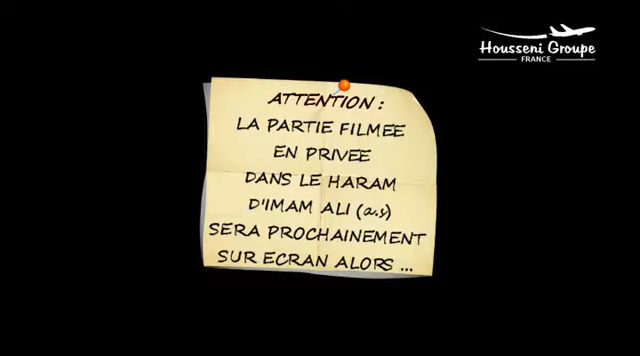 Housseni Groupe
FRANCE
ATTENTION :
LA PARTIE FILMEE
EN PRIVEE
DANS LE HARAM
D'IMAM ALI (a.s)
SERA PROCHAINEMENT
SUR ECRAN ALORS ...